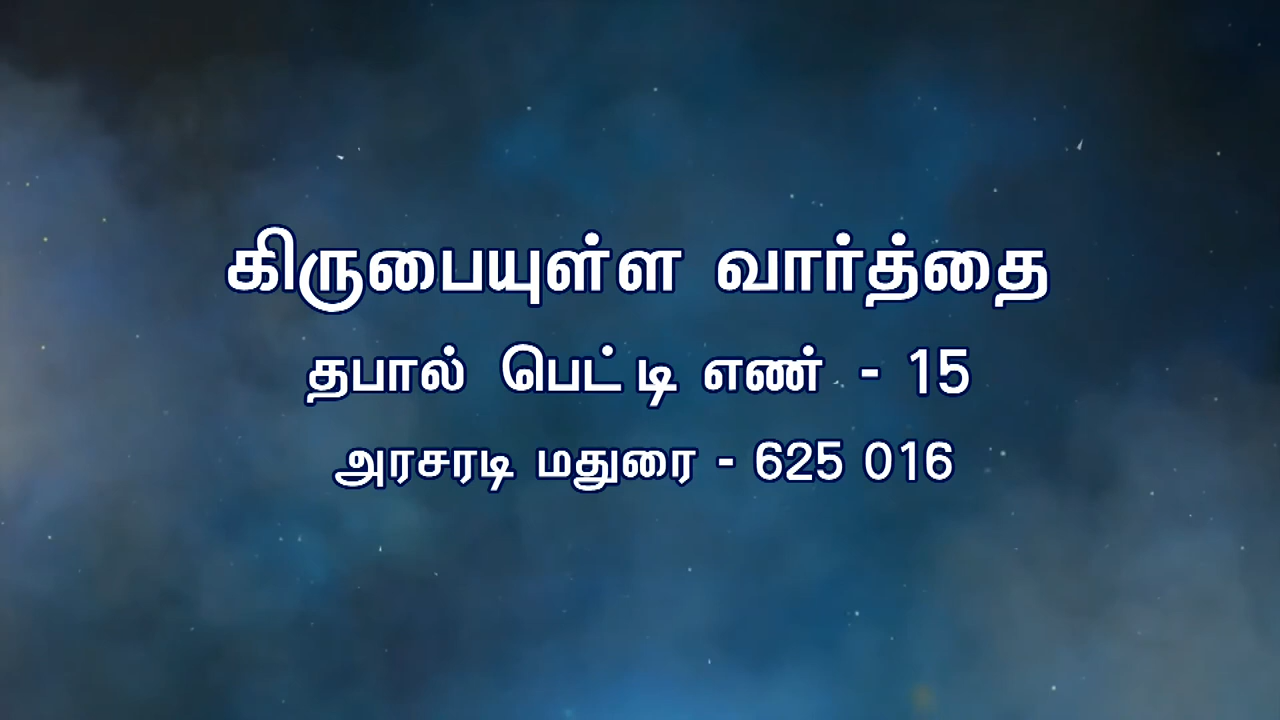 கிருபையுள்ள வார்த்தை
தபால் பெட்டி எண் - 15
அரசரடி மதுரை - 625 016